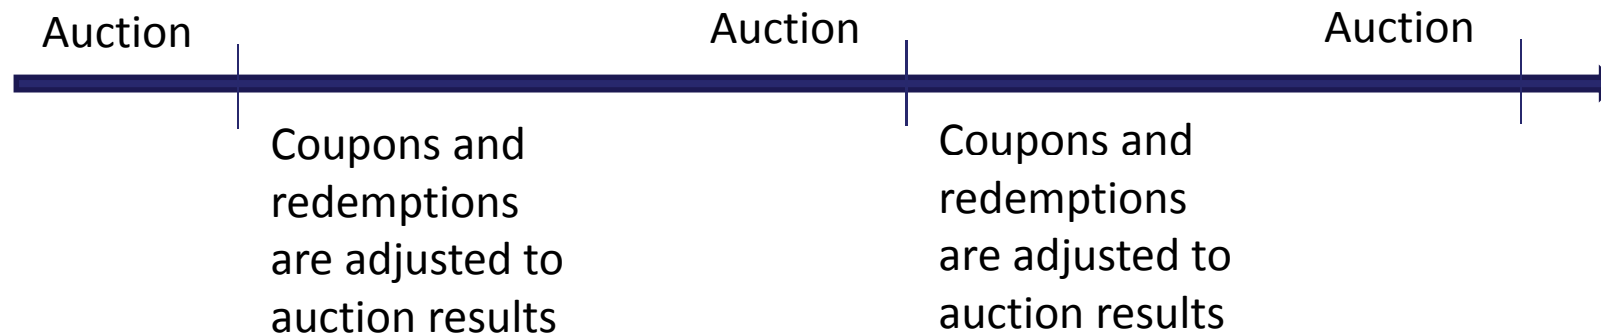 Auction
Auction
Auction
Coupons and
redemptions
are adjusted to
auction results
Coupons and
redemptions
are adjusted to
auction results